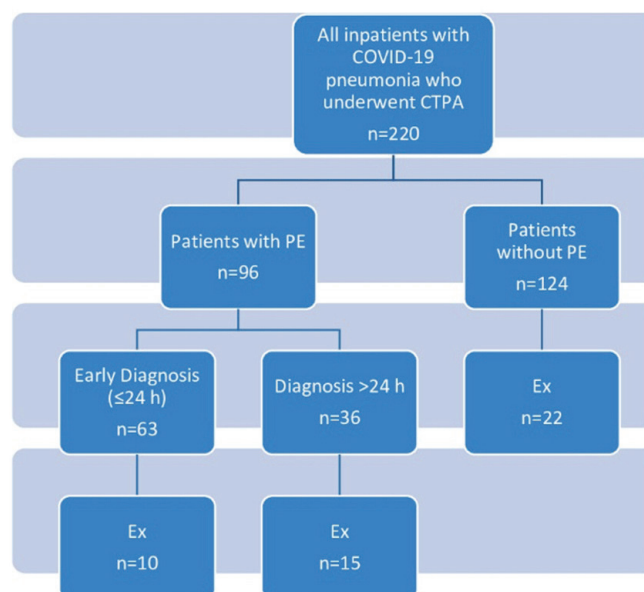 All inpatients with
COVID-19
pneumonia who
underwent CTPA
n=220
Patients with PE
n=96
Patients
without PE
n=124
Early Diagnosis
(≤24 h)
n=63
Diagnosis >24 h
n=36
Ex
n=22
Ex
n=10
Ex
n=15